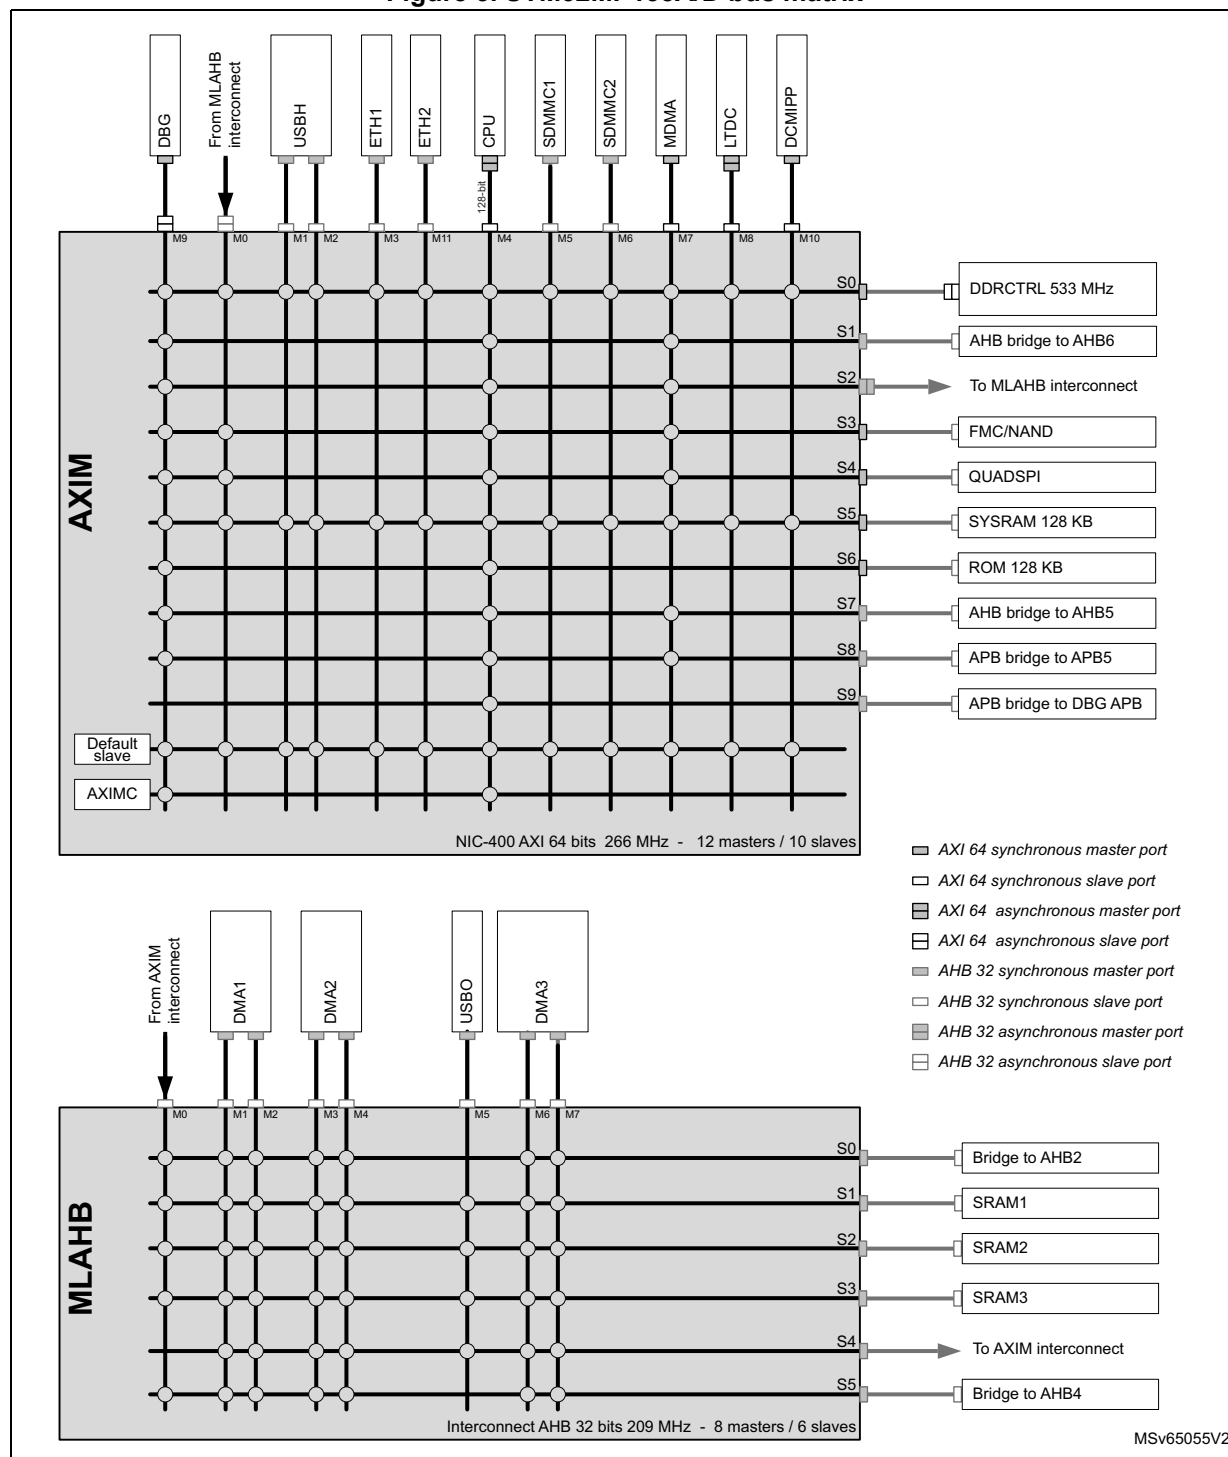 DBG
From MLAHB
interconnect
USBH
ETH1
ETH2
CPU
SDMMC1
SDMMC2
MDMA
LTDC
DCMIPP
128-bit
M9
M0
M1
M2
M3
M11
M4
M5
M6
M7
M8
M10
AXIM
S0
DDRCTRL 533 MHz
S1
AHB bridge to AHB6
S2
To MLAHB interconnect
S3
FMC/NAND
S4
QUADSPI
S5
SYSRAM 128 KB
S6
ROM 128 KB
S7
AHB bridge to AHB5
S8
APB bridge to APB5
S9
APB bridge to DBG APB
Default
slave
AXIMC
NIC-400 AXI 64 bits 266 MHz - 12 masters / 10 slaves
AXI 64 synchronous master port
AXI 64 synchronous slave port
AXI 64 asynchronous master port
AXI 64 asynchronous slave port
AHB 32 synchronous master port
AHB 32 synchronous slave port
AHB 32 asynchronous master port
AHB 32 asynchronous slave port
From AXIM
interconnect
DMA1
DMA2
USBO
DMA3
M0
M1
M2
M3
M4
M5
M6
M7
MLAHB
S0
Bridge to AHB2
S1
SRAM1
S2
SRAM2
S3
SRAM3
S4
To AXIM interconnect
S5
Bridge to AHB4
Interconnect AHB 32 bits 209 MHz - 8 masters / 6 slaves
MSv65055V2